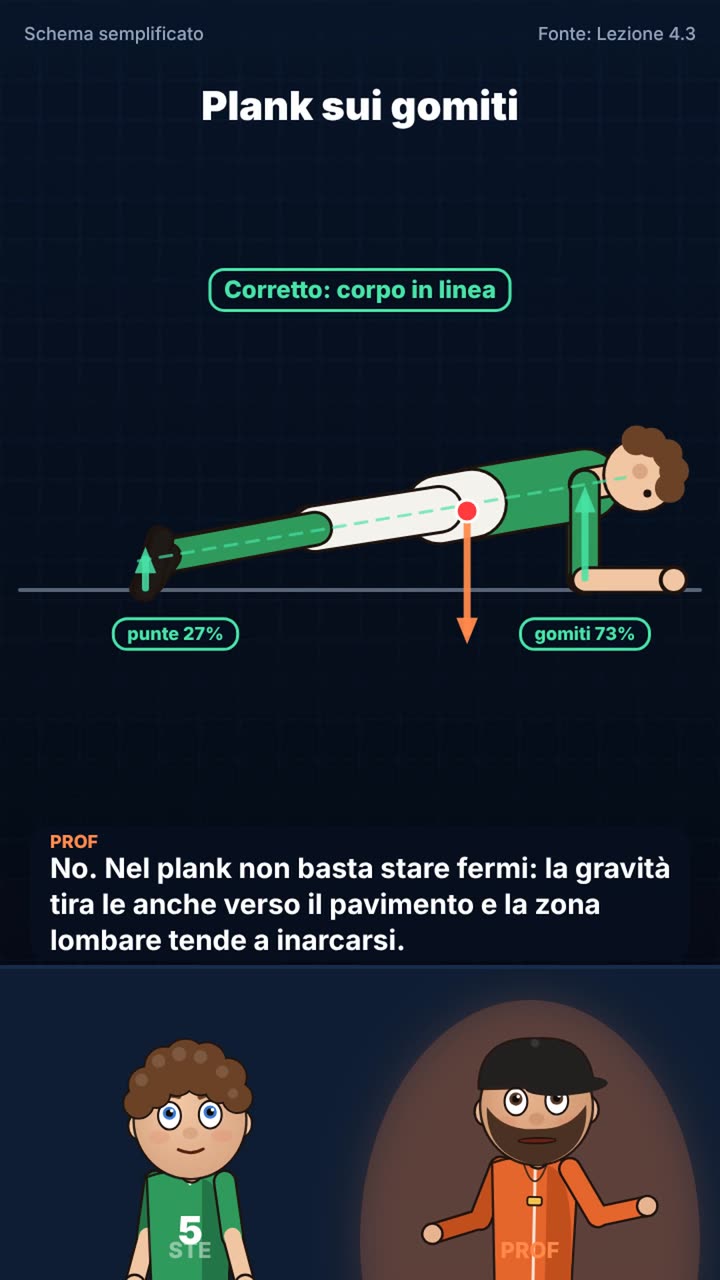 Schema semplificato
Fonte: Lezione 4.3
Plank sui gomiti
Corretto: corpo in linea
punte 27%
gomiti 73%
PROF
No. Nel plank non basta stare fermi: la gravità
tira le anche verso il pavimento e la zona
lombare tende a inarcarsi.
5
STE
PROF